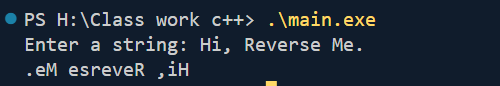 PS H:\Class work c++> .\main.exe
Enter a string: Hi, Reverse Me.
.eM esreveR ,iH